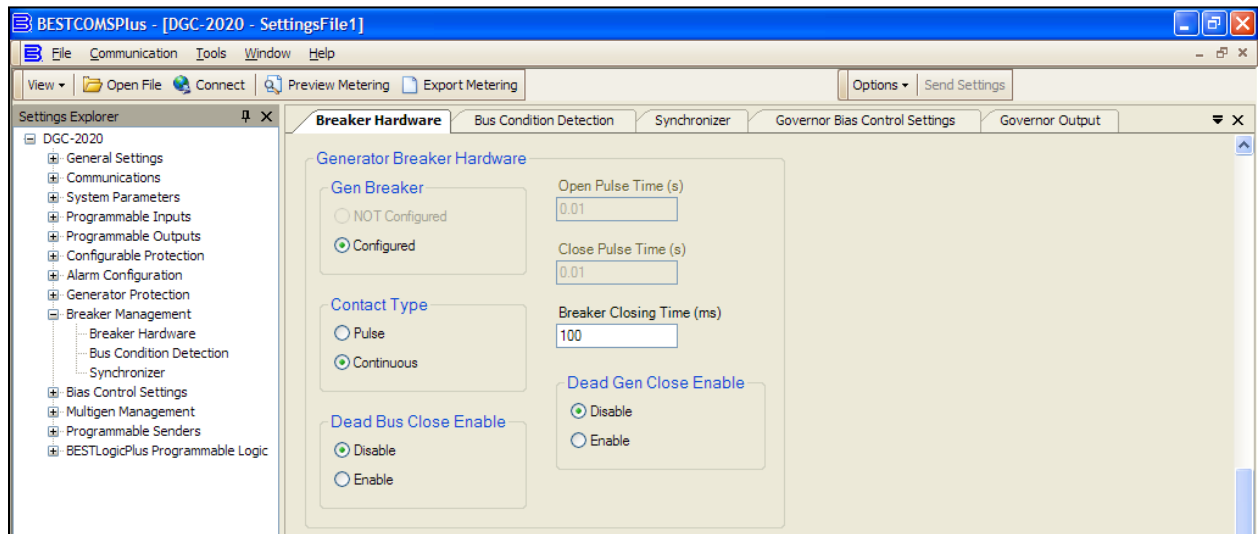 BESTCOMSPlus - [DGC-2020 - SettingsFile1]
File Communication Tools Window Help
View Open File Connect Preview Metering Export Metering Options Send Settings
Settings Explorer
DGC-2020
General Settings
Communications
System Parameters
Programmable Inputs
Programmable Outputs
Configurable Protection
Alarm Configuration
Generator Protection
Breaker Management
Breaker Hardware
Bus Condition Detection
Synchronizer
Bias Control Settings
Multigen Management
Programmable Senders
BESTLogicPlus Programmable Logic
Breaker Hardware Bus Condition Detection Synchronizer Governor Bias Control Settings Governor Output
Generator Breaker Hardware
Gen Breaker
NOT Configured
Configured
Contact Type
Pulse
Continuous
Dead Bus Close Enable
Disable
Enable
Open Pulse Time (s)
0.01
Close Pulse Time (s)
0.01
Breaker Closing Time (ms)
100
Dead Gen Close Enable
Disable
Enable